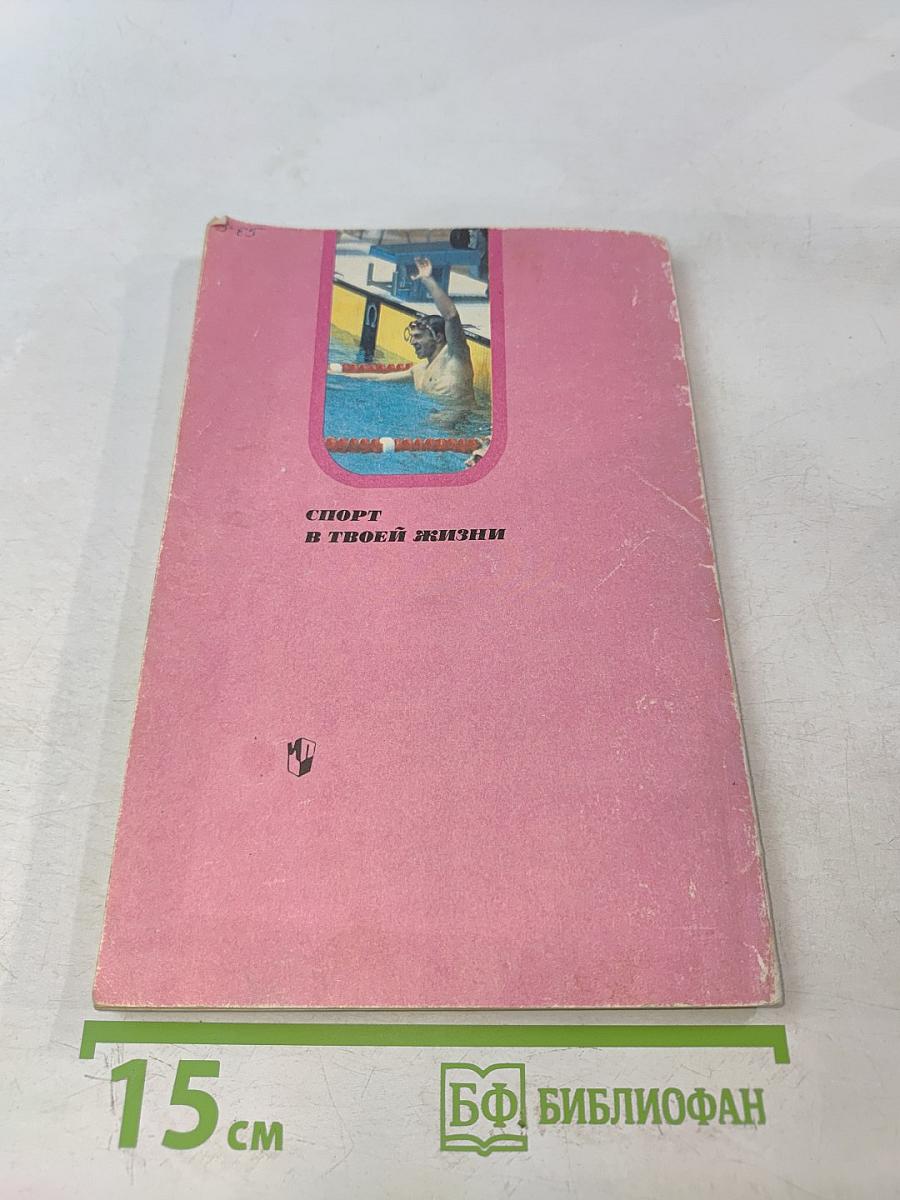 СПОРТ
В ТВОЕЙ ЖИЗНИ
15 см
БФ БИБЛИОФАН